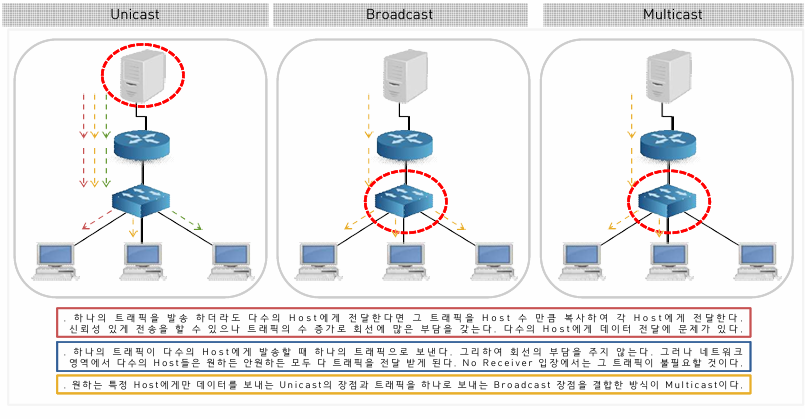 Unicast
Broadcast
Multicast
. 하나의 트래픽을 발송 하더라도 다수의 Host에게 전달한다면 그 트래픽을 Host 수 만큼 복사하여 각 Host에게 전달한다.
신뢰성 있게 전송을 할 수 있으나 트래픽의 수 증가로 회선에 많은 부담을 갖는다. 다수의 Host에게 데이터 전달에 문제가 있다.
. 하나의 트래픽이 다수의 Host에게 발송할 때 하나의 트래픽으로 보낸다. 그리하여 회선의 부담을 주지 않는다. 그러나 네트워크
영역에서 다수의 Host들은 원하든 안원하든 모두 다 트래픽을 전달 받게 된다. No Receiver 입장에서는 그 트래픽이 불필요할 것이다.
. 원하는 특정 Host에게만 데이터를 보내는 Unicast의 장점과 트래픽을 하나로 보내는 Broadcast 장점을 결합한 방식이 Multicast이다.